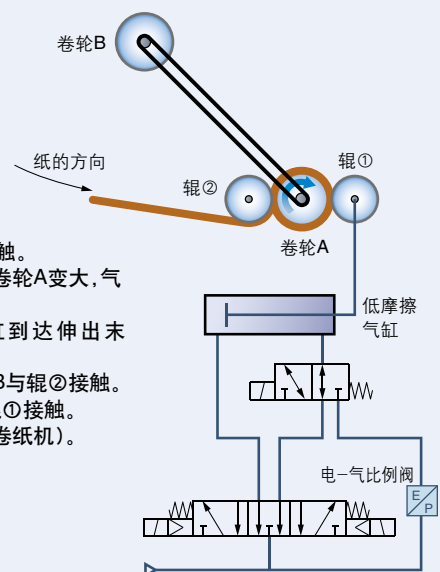 卷轮B
纸的方向
辊①
辊②
卷轮A
触。
卷轮A变大,气
低摩擦
气缸
到达伸出末
与辊②接触。
①接触。
卷纸机)。
电–气比例阀
E
P